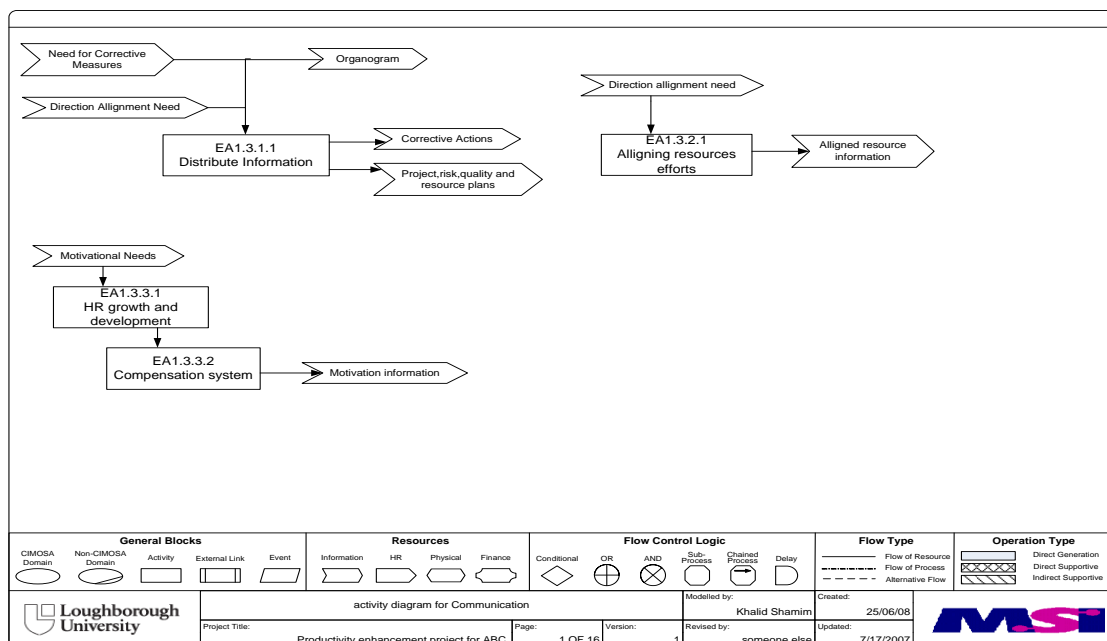 Need for Corrective
Measures
Organogram
Direction Allignment Need
Direction allignment need
EA1.3.1.1
Distribute Information
Corrective Actions
Project,risk,quality and
resource plans
EA1.3.2.1
Alligning resources
efforts
Alligned resource
information
Motivational Needs
EA1.3.3.1
HR growth and
development
EA1.3.3.2
Compensation system
Motivation information
General Blocks
CIMOSA
Domain
Non-CIMOSA
Domain
Activity
External Link
Event
Resources
Information
HR
Physical
Finance
Flow Control Logic
Conditional
OR
AND
Sub-
Process
Chained
Process
Delay
Flow Type
Flow of Resource
Flow of Process
Alternative Flow
Operation Type
Direct Generation
Direct Supportive
Indirect Supportive
Loughborough
University
activity diagram for Communication
Modelled by:
Khalid Shamim
Created:
25/06/08
Project Title:
Productivity enhancement project for ABC
Page:
1 OF 16
Version:
1
Revised by:
someone else
Updated:
7/17/2007
MSI